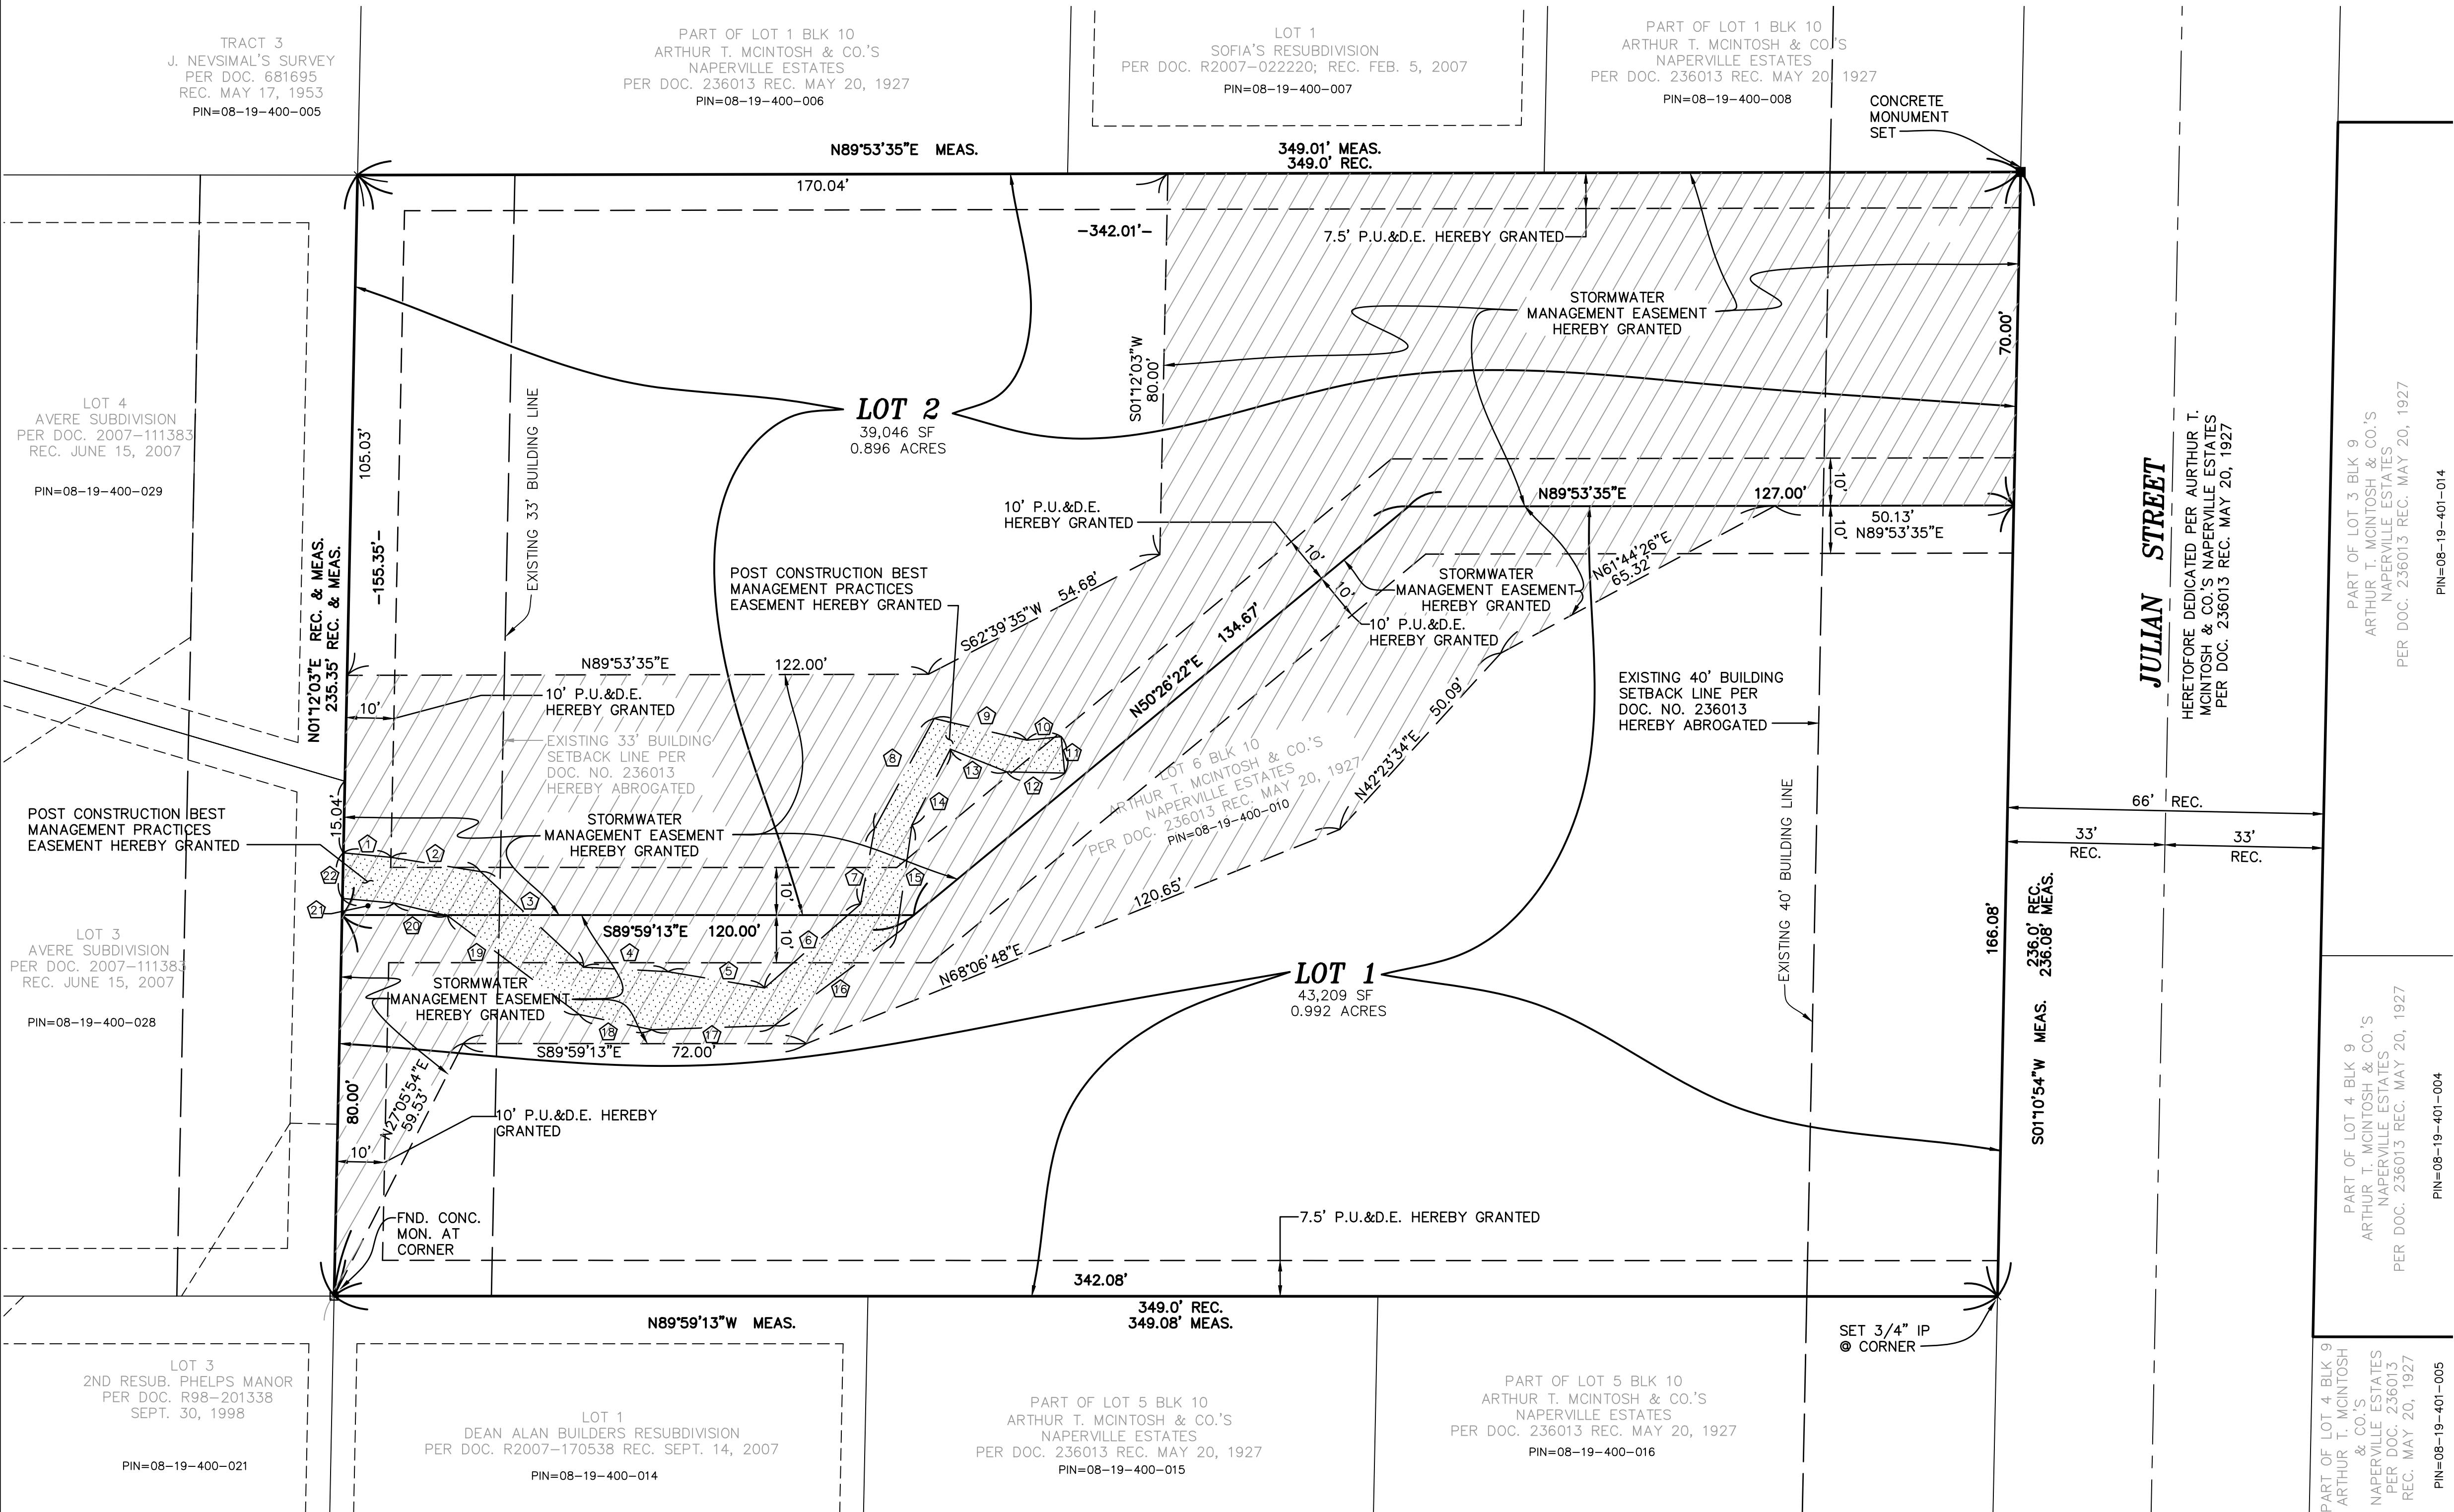 TRACT 3
J. NEVSIMAL'S SURVEY
PER DOC. 681695
REC. MAY 17, 1953
PIN=08-19-400-005
PART OF LOT 1 BLK 10
ARTHUR T. MCINTOSH & CO.'S
NAPERVILLE ESTATES
PER DOC. 236013 REC. MAY 20, 1927
PIN=08-19-400-006
LOT 1
SOFIA'S RESUBDIVISION
PER DOC. R2007-022220; REC. FEB. 5, 2007
PIN=08-19-400-007
PART OF LOT 1 BLK 10
ARTHUR T. MCINTOSH & CO.'S
NAPERVILLE ESTATES
PER DOC. 236013 REC. MAY 20, 1927
PIN=08-19-400-008
CONCRETE
MONUMENT
SET
N89°53'35"E MEAS.
349.01' MEAS.
349.0' REC.
170.04'
-342.01'-
7.5' P.U.&D.E. HEREBY GRANTED
STORMWATER
MANAGEMENT EASEMENT
HEREBY GRANTED
70.00'
S01°12'03"W
80.00'
LOT 2
39,046 SF
0.896 ACRES
LOT 4
AVERE SUBDIVISION
PER DOC. 2007-111383
REC. JUNE 15, 2007
PIN=08-19-400-029
105.03'
-155.35'-
EXISTING 33' BUILDING LINE
N01°12'03"E REC. & MEAS.
235.35' REC. & MEAS.
10' P.U.&D.E.
HEREBY GRANTED
N89°53'35"E
127.00'
10'
10'
50.13'
N89°53'35"E
N61°44'26"E
65.32'
10'
10'
STORMWATER
MANAGEMENT EASEMENT
HEREBY GRANTED
10' P.U.&D.E.
HEREBY GRANTED
POST CONSTRUCTION BEST
MANAGEMENT PRACTICES
EASEMENT HEREBY GRANTED
S62°39'35"W
54.68'
134.67'
N50°26'22"E
N89°53'35"E
122.00'
10'
10' P.U.&D.E.
HEREBY GRANTED
EXISTING 33' BUILDING
SETBACK LINE PER
DOC. NO. 236013
HEREBY ABROGATED
EXISTING 40' BUILDING
SETBACK LINE PER
DOC. NO. 236013
HEREBY ABROGATED
50.09'
N42°23'34"E
LOT 6 BLK 10
ARTHUR T. MCINTOSH & CO.'S
NAPERVILLE ESTATES
PER DOC. 236013 REC. MAY 20, 1927
PIN=08-19-400-010
JULIAN STREET
HERETOFORE DEDICATED PER AURTHUR T.
MCINTOSH & CO.'S NAPERVILLE ESTATES
PER DOC. 236013 REC. MAY 20, 1927
PART OF LOT 3 BLK 9
ARTHUR T. MCINTOSH & CO.'S
NAPERVILLE ESTATES
PER DOC. 236013 REC. MAY 20, 1927
PIN=08-19-401-014
66' REC.
33'
REC.
33'
REC.
POST CONSTRUCTION BEST
MANAGEMENT PRACTICES
EASEMENT HEREBY GRANTED
15.04'
STORMWATER
MANAGEMENT EASEMENT
HEREBY GRANTED
1
2
3
4
5
6
7
8
9
10
11
12
13
14
15
16
17
18
19
20
21
22
10'
10'
S89°59'13"E
120.00'
120.65'
N68°06'48"E
STORMWATER
MANAGEMENT EASEMENT
HEREBY GRANTED
S89°59'13"E
72.00'
LOT 3
AVERE SUBDIVISION
PER DOC. 2007-111383
REC. JUNE 15, 2007
PIN=08-19-400-028
LOT 1
43,209 SF
0.992 ACRES
EXISTING 40' BUILDING LINE
166.08'
236.0' REC.
236.08' MEAS.
S01°10'54"W MEAS.
80.00'
N27°05'54"E
59.53'
10' P.U.&D.E. HEREBY
GRANTED
10'
FND. CONC.
MON. AT
CORNER
7.5' P.U.&D.E. HEREBY GRANTED
342.08'
N89°59'13"W MEAS.
349.0' REC.
349.08' MEAS.
SET 3/4" IP
@ CORNER
PART OF LOT 4 BLK 9
ARTHUR T. MCINTOSH & CO.'S
NAPERVILLE ESTATES
PER DOC. 236013 REC. MAY 20, 1927
PIN=08-19-401-004
LOT 3
2ND RESUB. PHELPS MANOR
PER DOC. R98-201338
SEPT. 30, 1998
PIN=08-19-400-021
LOT 1
DEAN ALAN BUILDERS RESUBDIVISION
PER DOC. R2007-170538 REC. SEPT. 14, 2007
PIN=08-19-400-014
PART OF LOT 5 BLK 10
ARTHUR T. MCINTOSH & CO.'S
NAPERVILLE ESTATES
PER DOC. 236013 REC. MAY 20, 1927
PIN=08-19-400-015
PART OF LOT 5 BLK 10
ARTHUR T. MCINTOSH & CO.'S
NAPERVILLE ESTATES
PER DOC. 236013 REC. MAY 20, 1927
PIN=08-19-400-016
PART OF LOT 4 BLK 9
ARTHUR T. MCINTOSH
& CO.'S
NAPERVILLE ESTATES
PER DOC. 236013
REC. MAY 20, 1927
PIN=08-19-401-005